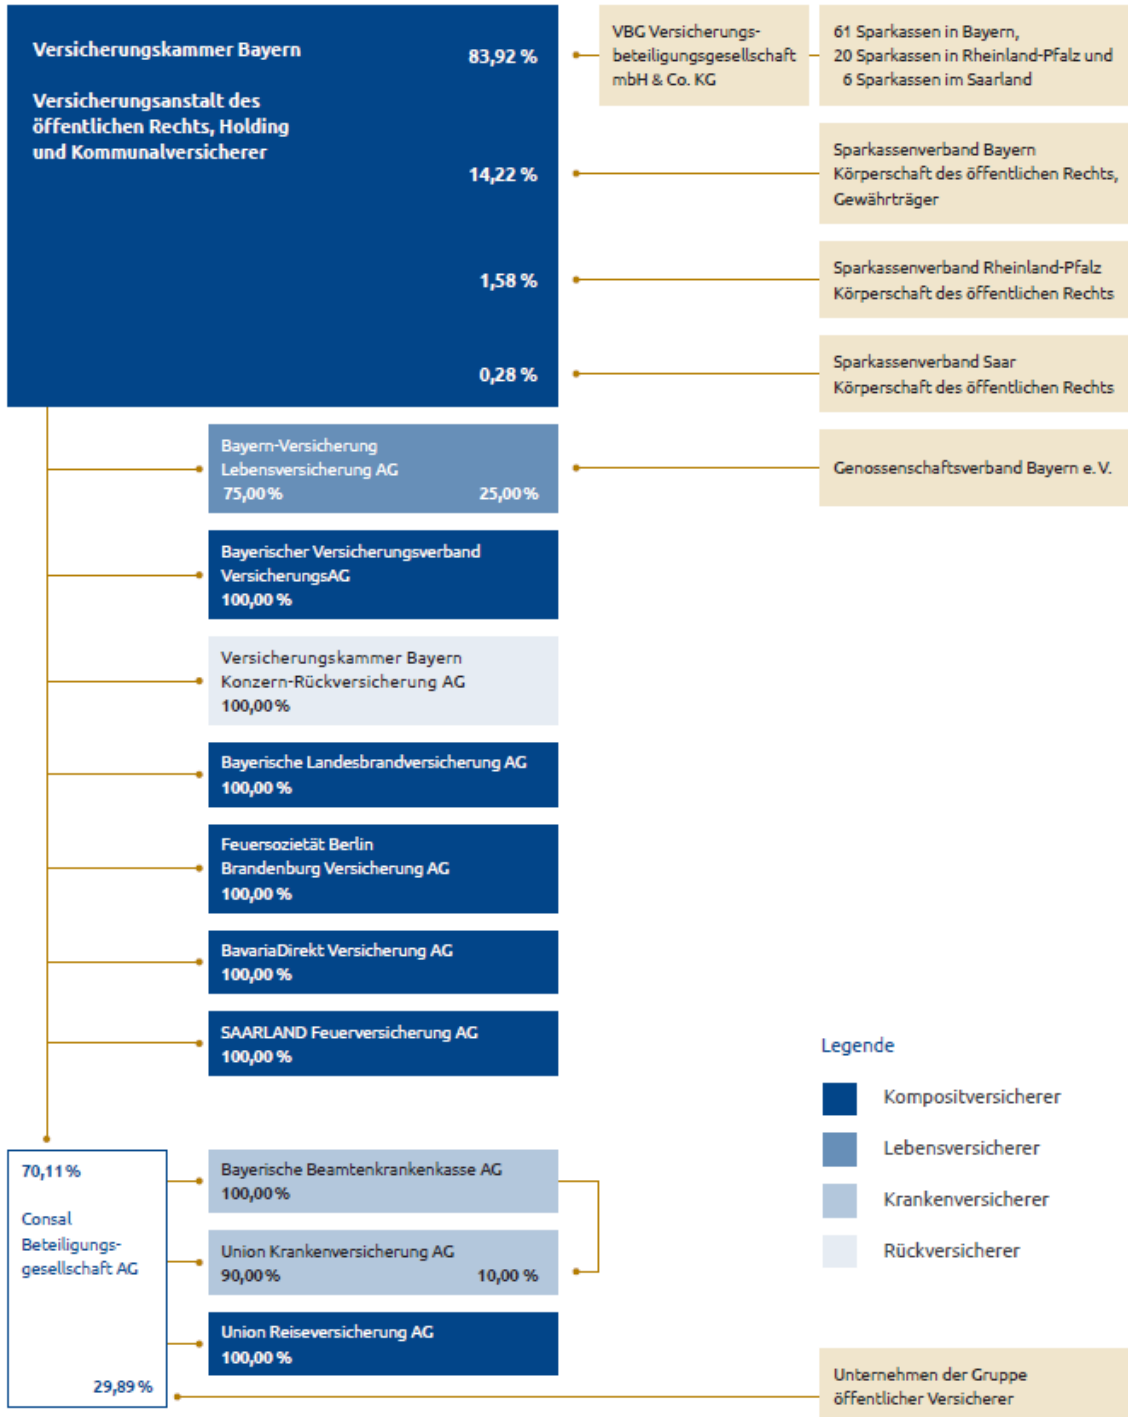 Versicherungskammer Bayern
Versicherungsanstalt des
öffentlichen Rechts, Holding
und Kommunalversicherer
83,92 %
VBG Versicherungs-
beteiligungsgesellschaft
mbH & Co. KG
61 Sparkassen in Bayern,
20 Sparkassen in Rheinland-Pfalz und
6 Sparkassen im Saarland
14,22 %
Sparkassenverband Bayern
Körperschaft des öffentlichen Rechts,
Gewährträger
1,58 %
Sparkassenverband Rheinland-Pfalz
Körperschaft des öffentlichen Rechts
0,28 %
Sparkassenverband Saar
Körperschaft des öffentlichen Rechts
Bayern-Versicherung
Lebensversicherung AG
75,00 % 25,00 %
Genossenschaftsverband Bayern e. V.
Bayerischer Versicherungsverband
VersicherungsAG
100,00 %
Versicherungskammer Bayern
Konzern-Rückversicherung AG
100,00 %
Bayerische Landesbrandversicherung AG
100,00 %
Feuersozietät Berlin
Brandenburg Versicherung AG
100,00 %
BavariaDirekt Versicherung AG
100,00 %
SAARLAND Feuerversicherung AG
100,00 %
Legende
Kompositversicherer
Lebensversicherer
Krankenversicherer
Rückversicherer
70,11 %
Consal
Beteiligungs-
gesellschaft AG
29,89 %
Bayerische Beamtenkrankenkasse AG
100,00 %
Union Krankenversicherung AG
90,00 % 10,00 %
Union Reiseversicherung AG
100,00 %
Unternehmen der Gruppe
öffentlicher Versicherer